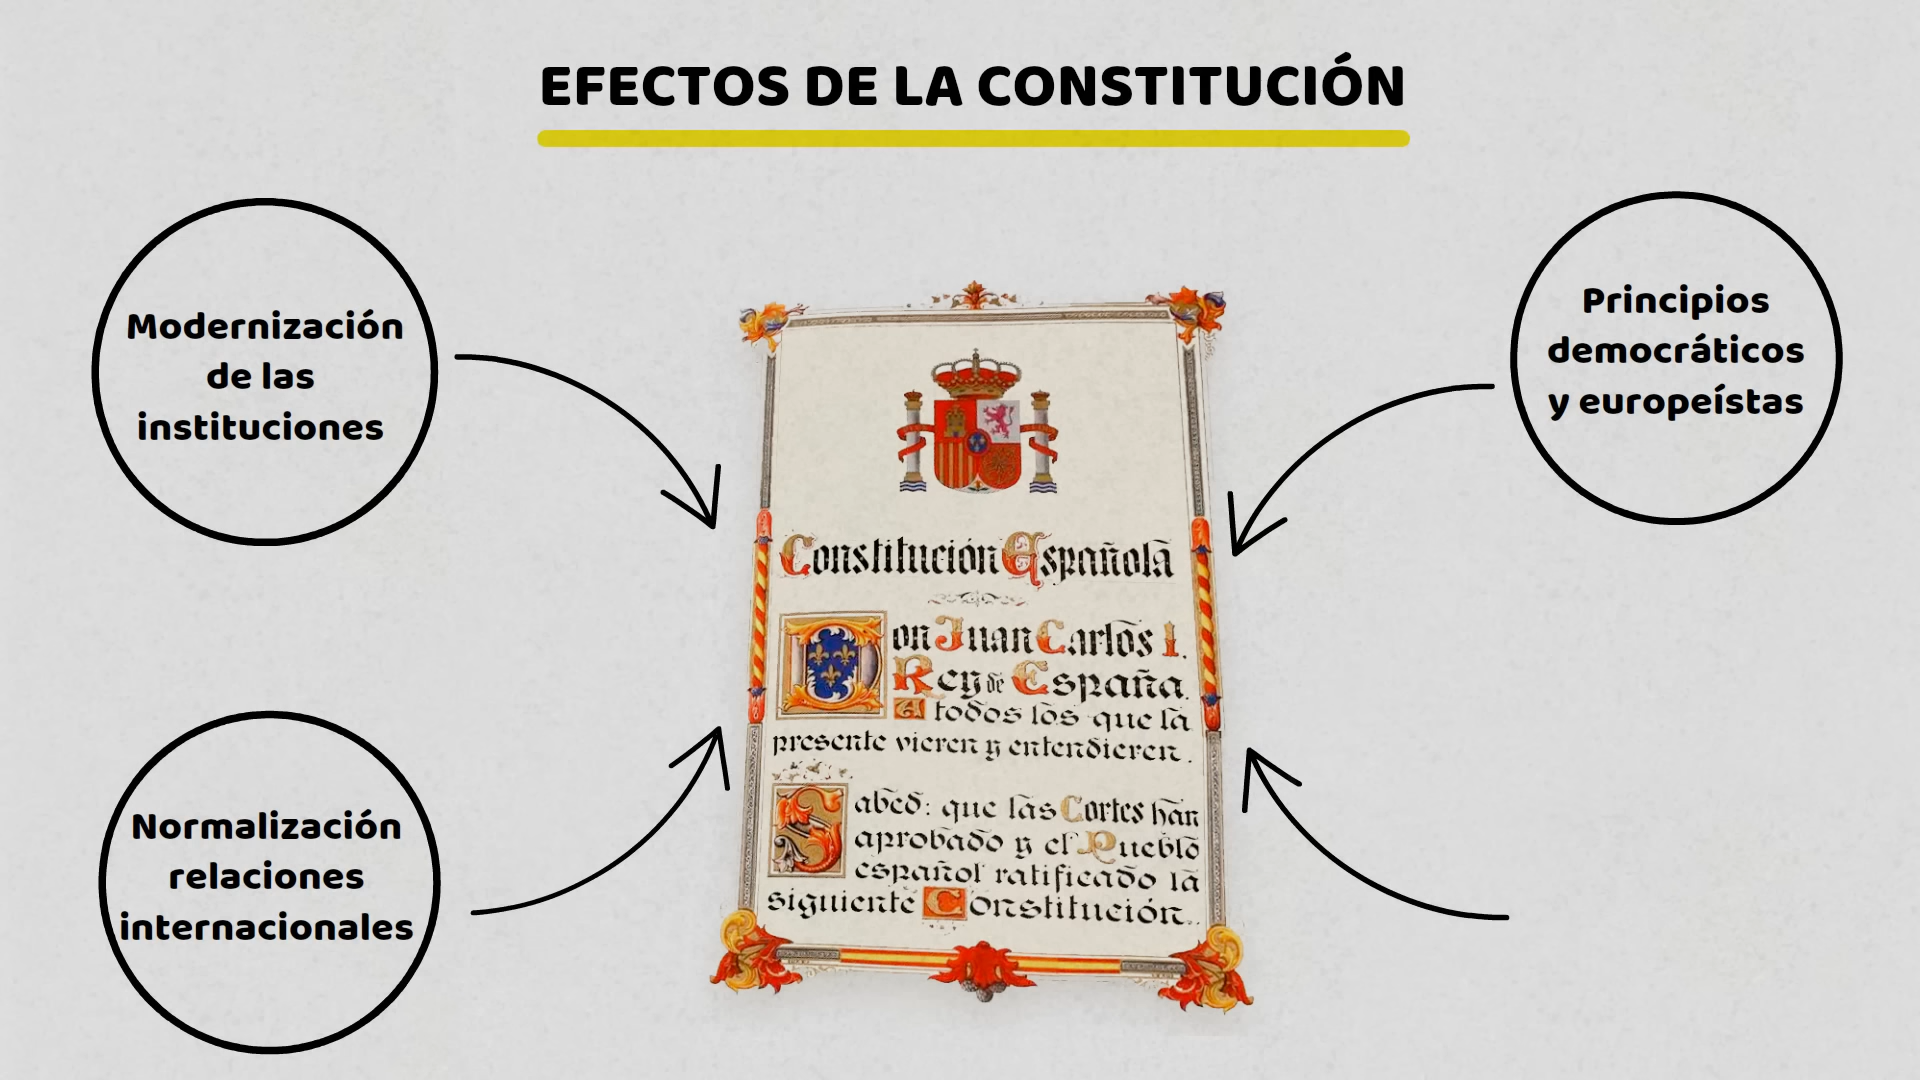 EFECTOS DE LA CONSTITUCIÓN
Modernización
de las
instituciones
Principios
democráticos
y europeístas
Normalización
relaciones
internacionales
Constitución Española
Don Juan Carlos I.
Rey de España.
A todos los que la
presente vieren y entendieren.
Sabed: que las Cortes han
aprobado y el Pueblo
español ratificado la
siguiente Constitución.